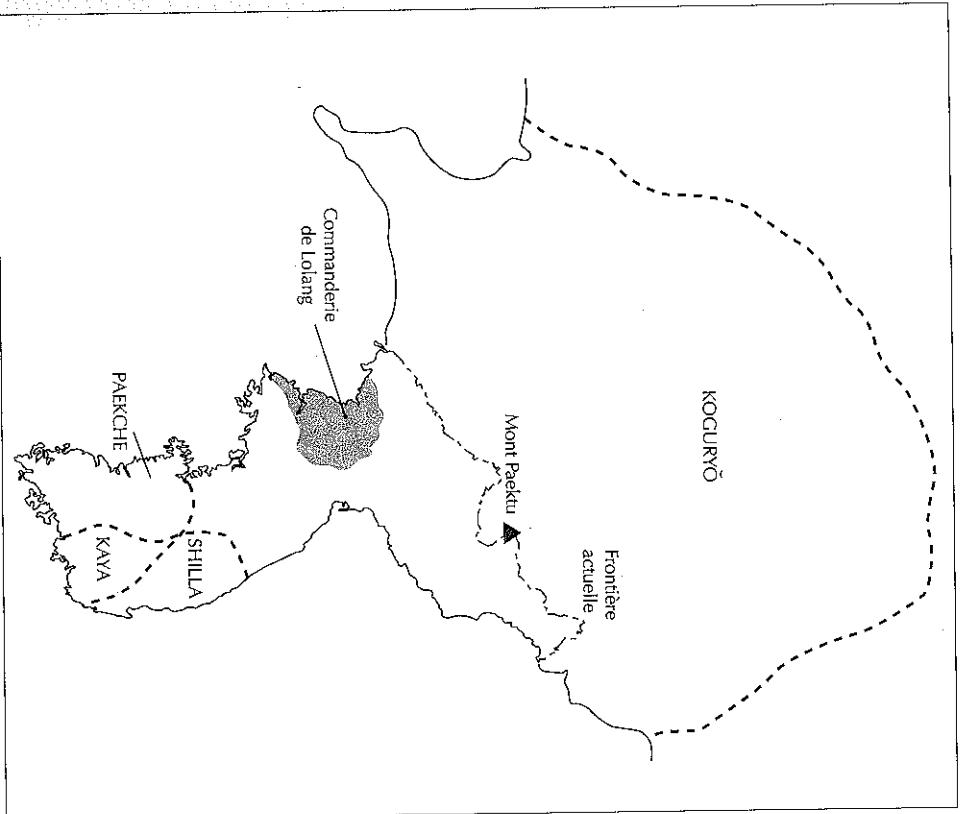 KOGURYŎ
Frontière
actuelle
Mont Paektu
Commanderie
de Lolang
PAEKCHE
SHILLA
KAYA